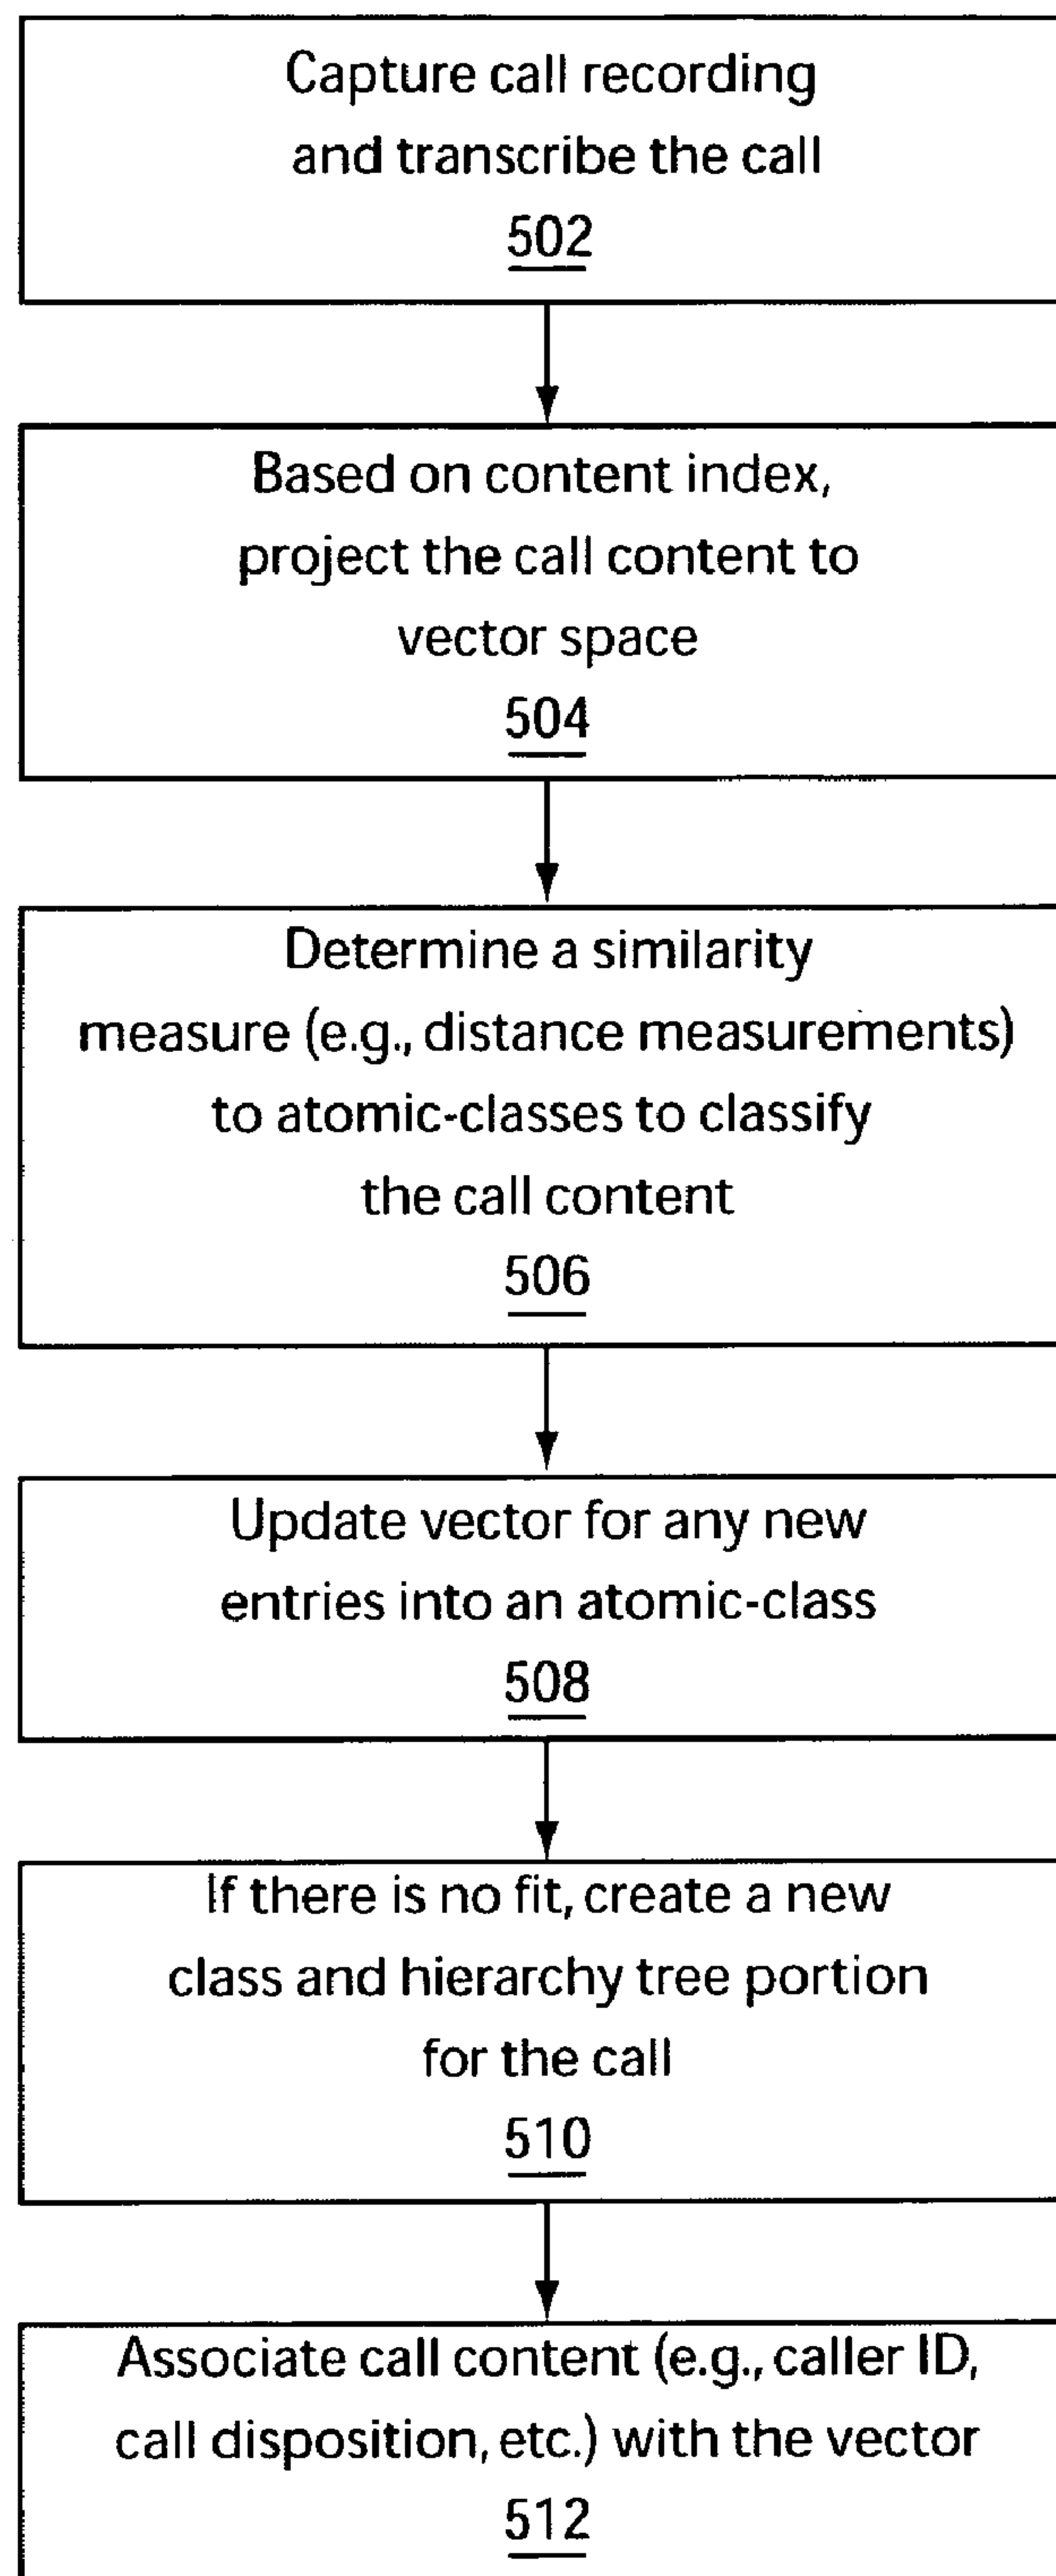 Capture call recording
and transcribe the call
502
Based on content index,
project the call content to
vector space
504
Determine a similarity
measure (e.g., distance measurements)
to atomic-classes to classify
the call content
506
Update vector for any new
entries into an atomic-class
508
If there is no fit, create a new
class and hierarchy tree portion
for the call
510
Associate call content (e.g., caller ID,
call disposition, etc.) with the vector
512